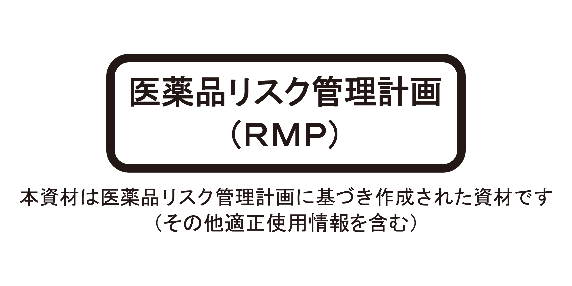 医薬品リスク管理計画
（RMP）
本資材は医薬品リスク管理計画に基づき作成された資材です
（その他適正使用情報を含む）